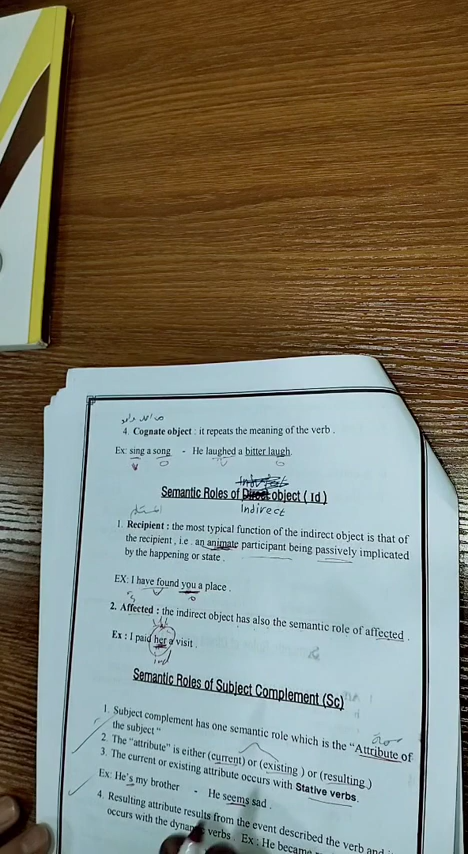 4. Cognate object : it repeats the meaning of the verb .
Ex: sing a song - He laughed a bitter laugh.
V O V O
Semantic Roles of Direct object ( Id )
Indirect
1. Recipient : the most typical function of the indirect object is that of
the recipient , i.e . an animate participant being passively implicated
by the happening or state .
EX: I have found you a place .
2. Affected : the indirect object has also the semantic role of affected .
Ex : I paid her a visit .
ind
Semantic Roles of Subject Complement (Sc)
1. Subject complement has one semantic role which is the "Attribute of
the subject"
2. The "attribute" is either (current) or (existing ) or (resulting.)
3. The current or existing attribute occurs with Stative verbs.
Ex: He's my brother - He seems sad .
4. Resulting attribute results from the event described the verb and
occurs with the dynamic verbs . Ex : He became